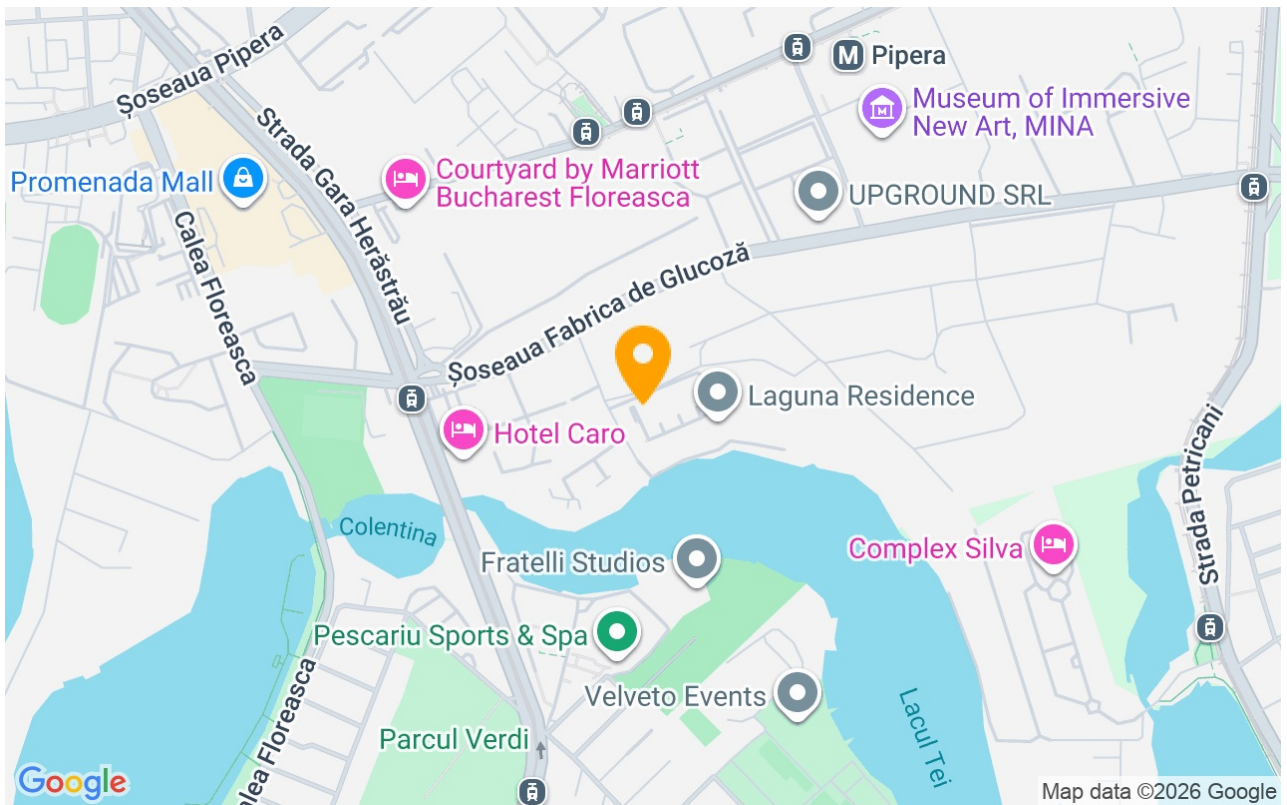 Șoseaua Pipera
M Pipera
Museum of Immersive
New Art, MINA
Strada Gara Herăstrău
Promenada Mall
Courtyard by Marriott
Bucharest Floreasca
UPGROUND SRL
Calea Floreasca
Șoseaua Fabrica de Glucoză
Laguna Residence
Hotel Caro
Strada Petricani
Colentina
Complex Silva
Fratelli Studios
Pescariu Sports & Spa
Velveto Events
Lacul Tei
Parcul Verdi
alea Floreasca
Google
Map data ©2026 Google